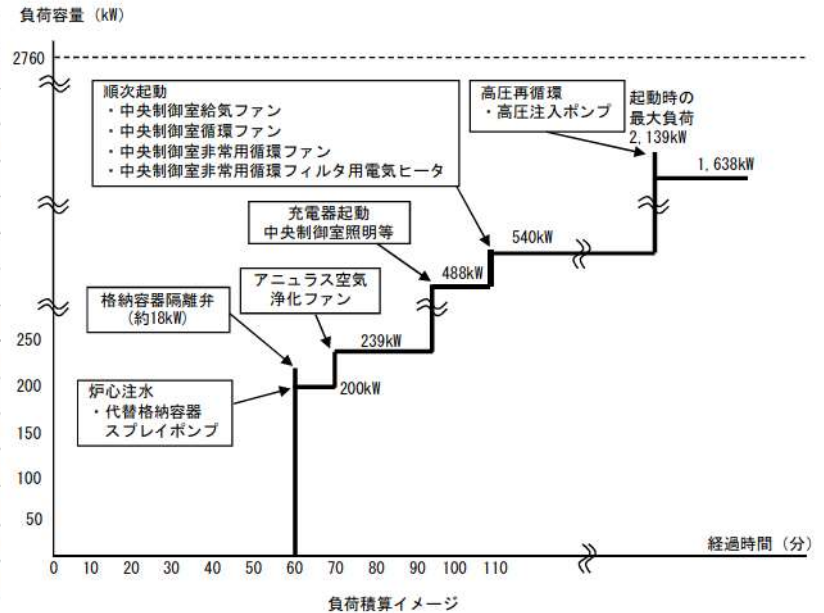 負荷容量（kW）
2760
順次起動
・中央制御室給気ファン
・中央制御室循環ファン
・中央制御室非常用循環ファン
・中央制御室非常用循環フィルタ用電気ヒータ
高圧再循環
・高圧注入ポンプ
起動時の
最大負荷
2,139kW
1,638kW
充電器起動
中央制御室照明等
540kW
488kW
アニュラス空気
浄化ファン
格納容器隔離弁
(約18kW)
239kW
200kW
炉心注水
・代替格納容器
スプレイポンプ
250
200
150
100
50
経過時間（分）
0 10 20 30 40 50 60 70 80 90 100 110
負荷積算イメージ